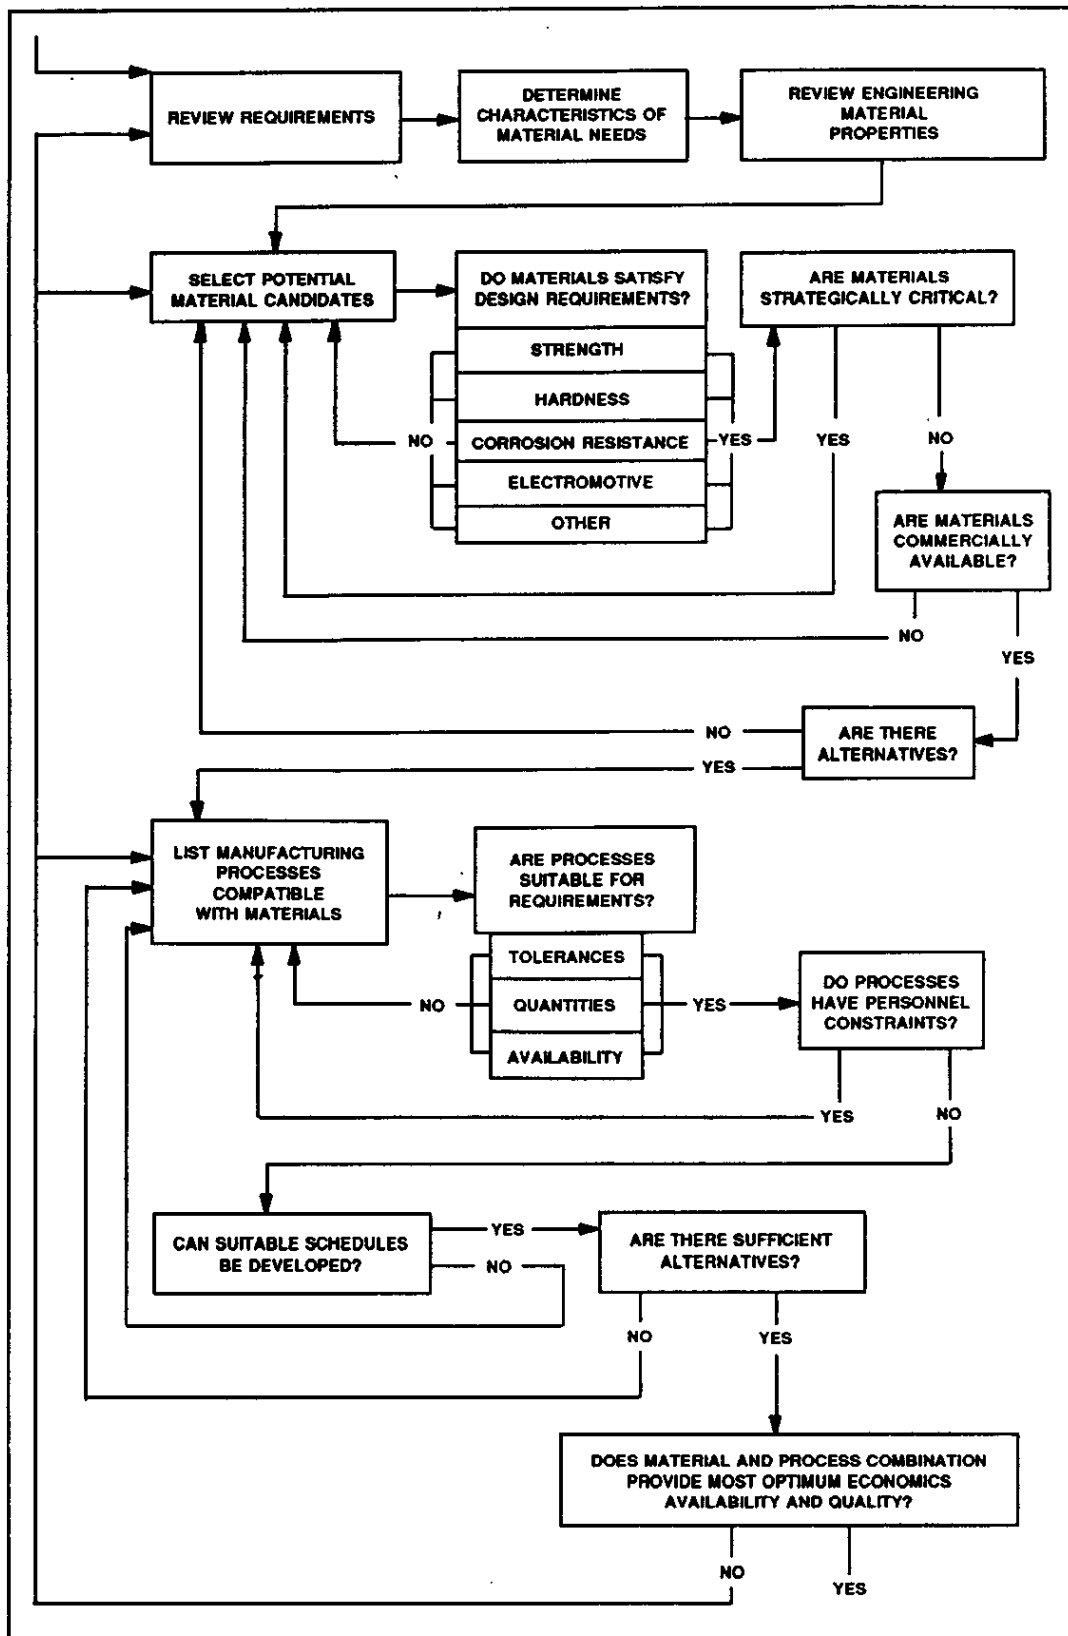 REVIEW REQUIREMENTS
DETERMINE
CHARACTERISTICS OF
MATERIAL NEEDS
REVIEW ENGINEERING
MATERIAL
PROPERTIES
SELECT POTENTIAL
MATERIAL CANDIDATES
DO MATERIALS SATISFY
DESIGN REQUIREMENTS?
ARE MATERIALS
STRATEGICALLY CRITICAL?
STRENGTH
HARDNESS
NO
CORROSION RESISTANCE
YES
YES
NO
ELECTROMOTIVE
OTHER
ARE MATERIALS
COMMERCIALLY
AVAILABLE?
NO
YES
NO
ARE THERE
ALTERNATIVES?
YES
LIST MANUFACTURING
PROCESSES
COMPATIBLE
WITH MATERIALS
ARE PROCESSES
SUITABLE FOR
REQUIREMENTS?
TOLERANCES
NO
QUANTITIES
YES
AVAILABILITY
DO PROCESSES
HAVE PERSONNEL
CONSTRAINTS?
YES
NO
CAN SUITABLE SCHEDULES
BE DEVELOPED?
YES
NO
ARE THERE SUFFICIENT
ALTERNATIVES?
NO
YES
DOES MATERIAL AND PROCESS COMBINATION
PROVIDE MOST OPTIMUM ECONOMICS
AVAILABILITY AND QUALITY?
NO
YES